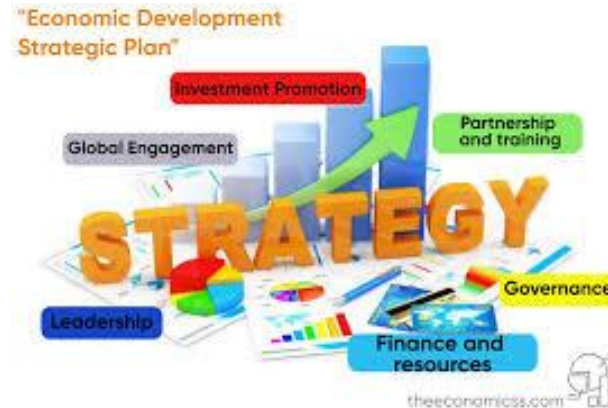 "Economic Development
Strategic Plan"
Investment Promotion
Partnership
and training
Global Engagement
STRATEGY
Governance
Leadership
Finance and
resources
theeconomicss.com